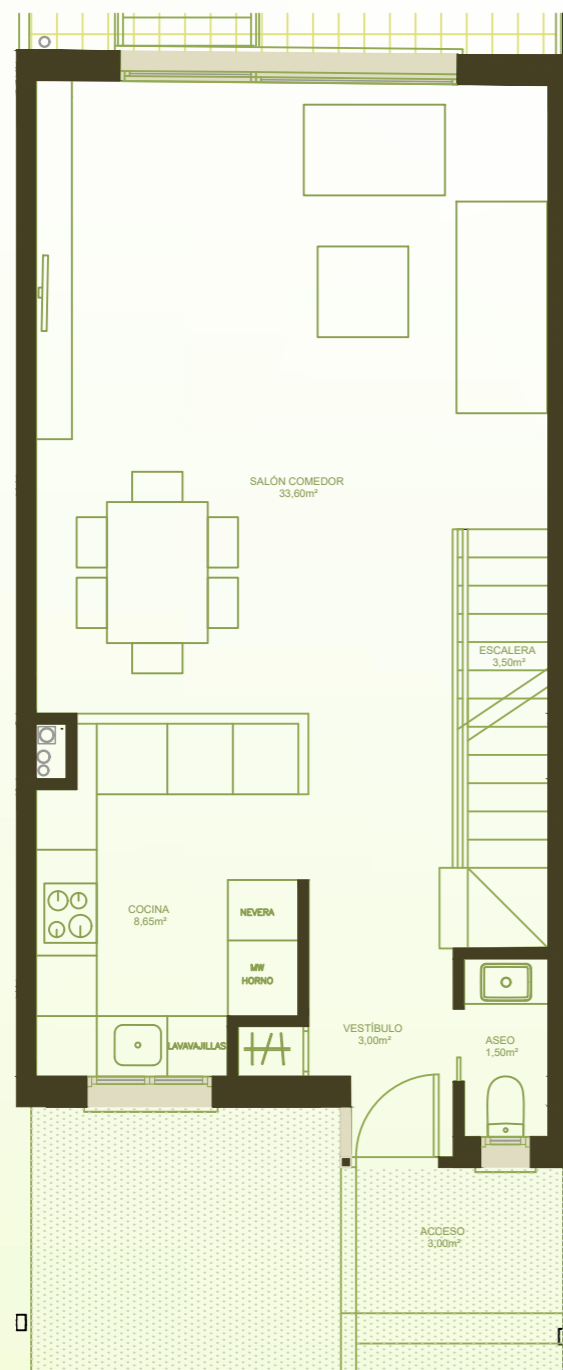 SALÓN COMEDOR
33,60m²
ESCALERA
3,50m²
COCINA
8,65m²
NEVERA
MW
HORNO
LAVAVAJILLAS
VESTÍBULO
3,00m²
ASEO
1,50m²
ACCESO
3,00m²